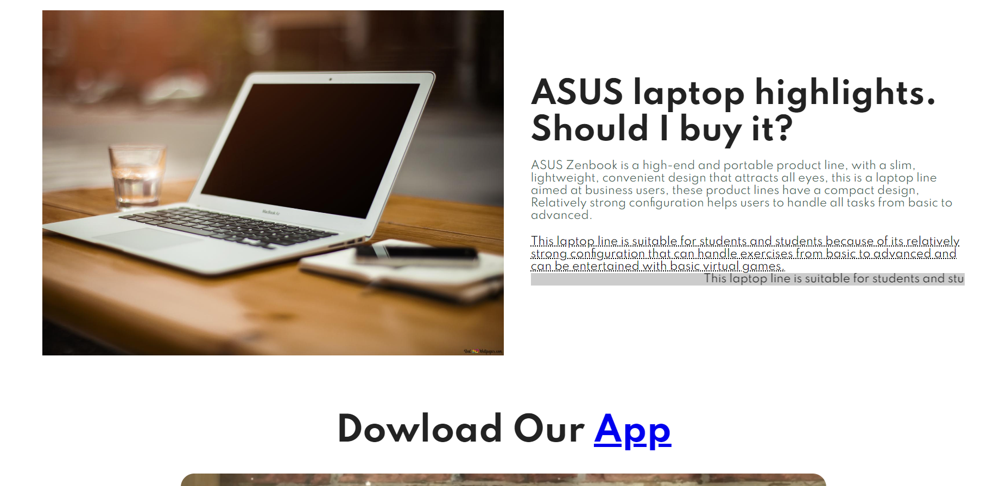 ASUS laptop highlights.
Should I buy it?
ASUS Zenbook is a high-end and portable product line, with a slim,
lightweight, convenient design that attracts all eyes, this is a laptop line
aimed at business users, these product lines have a compact design,
Relatively strong configuration helps users to handle all tasks from basic to
advanced.
This laptop line is suitable for students and students because of its relatively
strong configuration that can handle exercises from basic to advanced and
can be entertained with basic virtual games.
This laptop line is suitable for students and stu
MacBook Air
Best Wallpapers.com
Dowload Our App